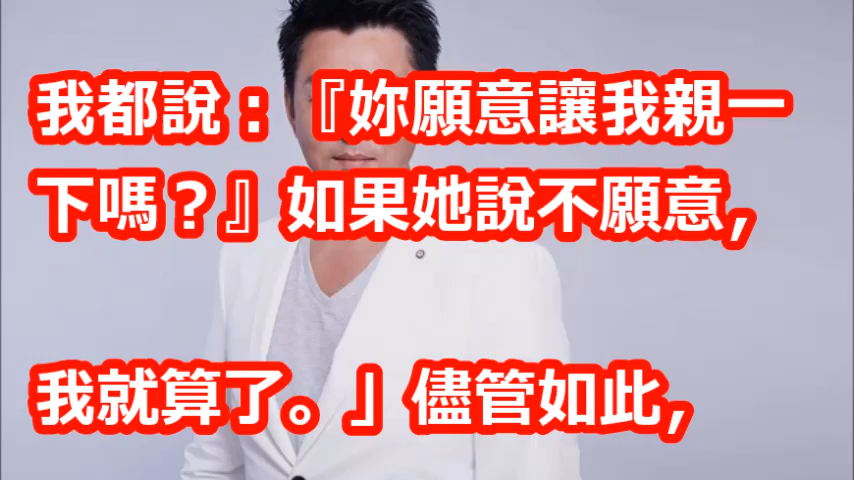 我都說：『妳願意讓我親一
下嗎？』如果她說不願意，
我就算了。」儘管如此，